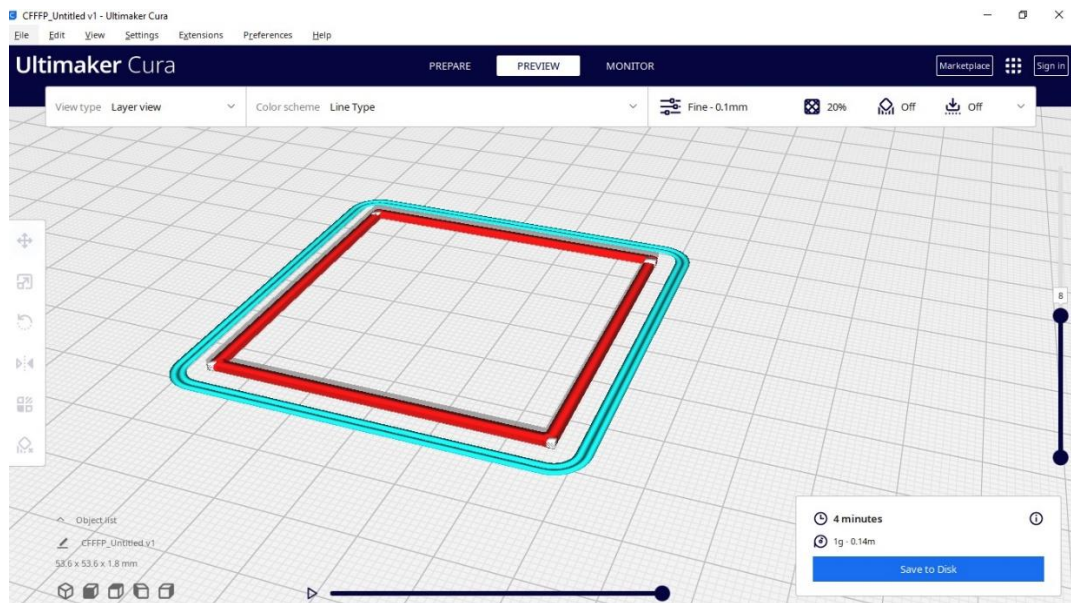 CFFFP_Untitled v1 - Ultimaker Cura
File Edit View Settings Extensions Preferences Help
Ultimaker Cura PREPARE PREVIEW MONITOR Marketplace Sign in
View type Layer view Color scheme Line Type Fine - 0.1mm 20% Off Off
8
4 minutes
1g · 0.14m
Save to Disk
Object list
CFFFP_Untitled v1
53.6 x 53.6 x 1.8 mm